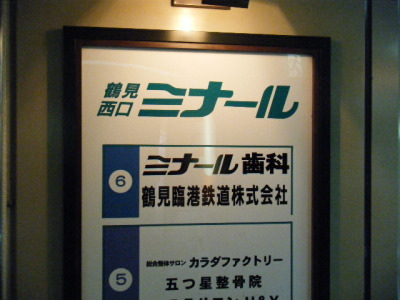 鶴見
西口 ミナール
6
ミナール歯科
鶴見臨港鉄道株式会社
5
総合整体サロン カラダファクトリー
五つ星整骨院